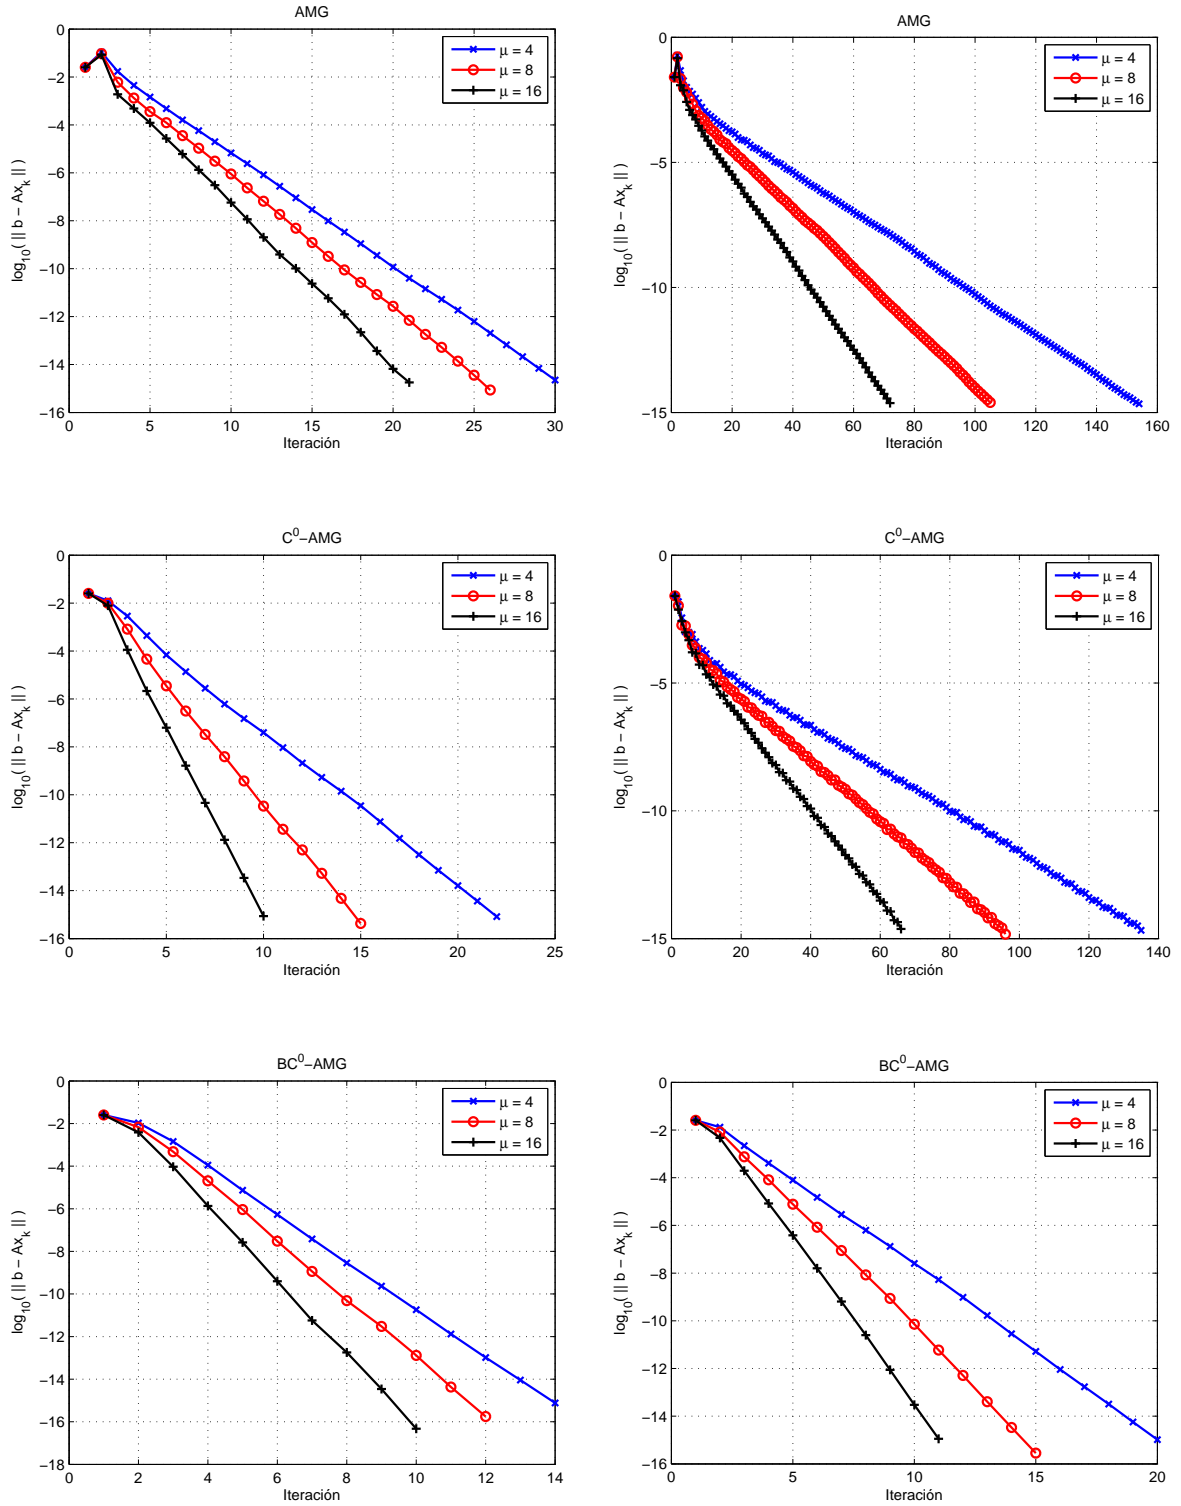 AMG
log10( || b − Axk || )
0
−2
−4
−6
−8
−10
−12
−14
−16
0 5 10 15 20 25 30
Iteración
μ = 4
μ = 8
μ = 16
AMG
log10( || b − Axk || )
0
−5
−10
−15
0 20 40 60 80 100 120 140 160
Iteración
μ = 4
μ = 8
μ = 16
C⁰−AMG
log10( || b − Axk || )
0
−2
−4
−6
−8
−10
−12
−14
−16
0 5 10 15 20 25
Iteración
μ = 4
μ = 8
μ = 16
C⁰−AMG
log10( || b − Axk || )
0
−5
−10
−15
0 20 40 60 80 100 120 140
Iteración
μ = 4
μ = 8
μ = 16
BC⁰−AMG
log10( || b − Axk || )
0
−2
−4
−6
−8
−10
−12
−14
−16
−18
0 2 4 6 8 10 12 14
Iteración
μ = 4
μ = 8
μ = 16
BC⁰−AMG
log10( || b − Axk || )
0
−2
−4
−6
−8
−10
−12
−14
−16
0 5 10 15 20
Iteración
μ = 4
μ = 8
μ = 16